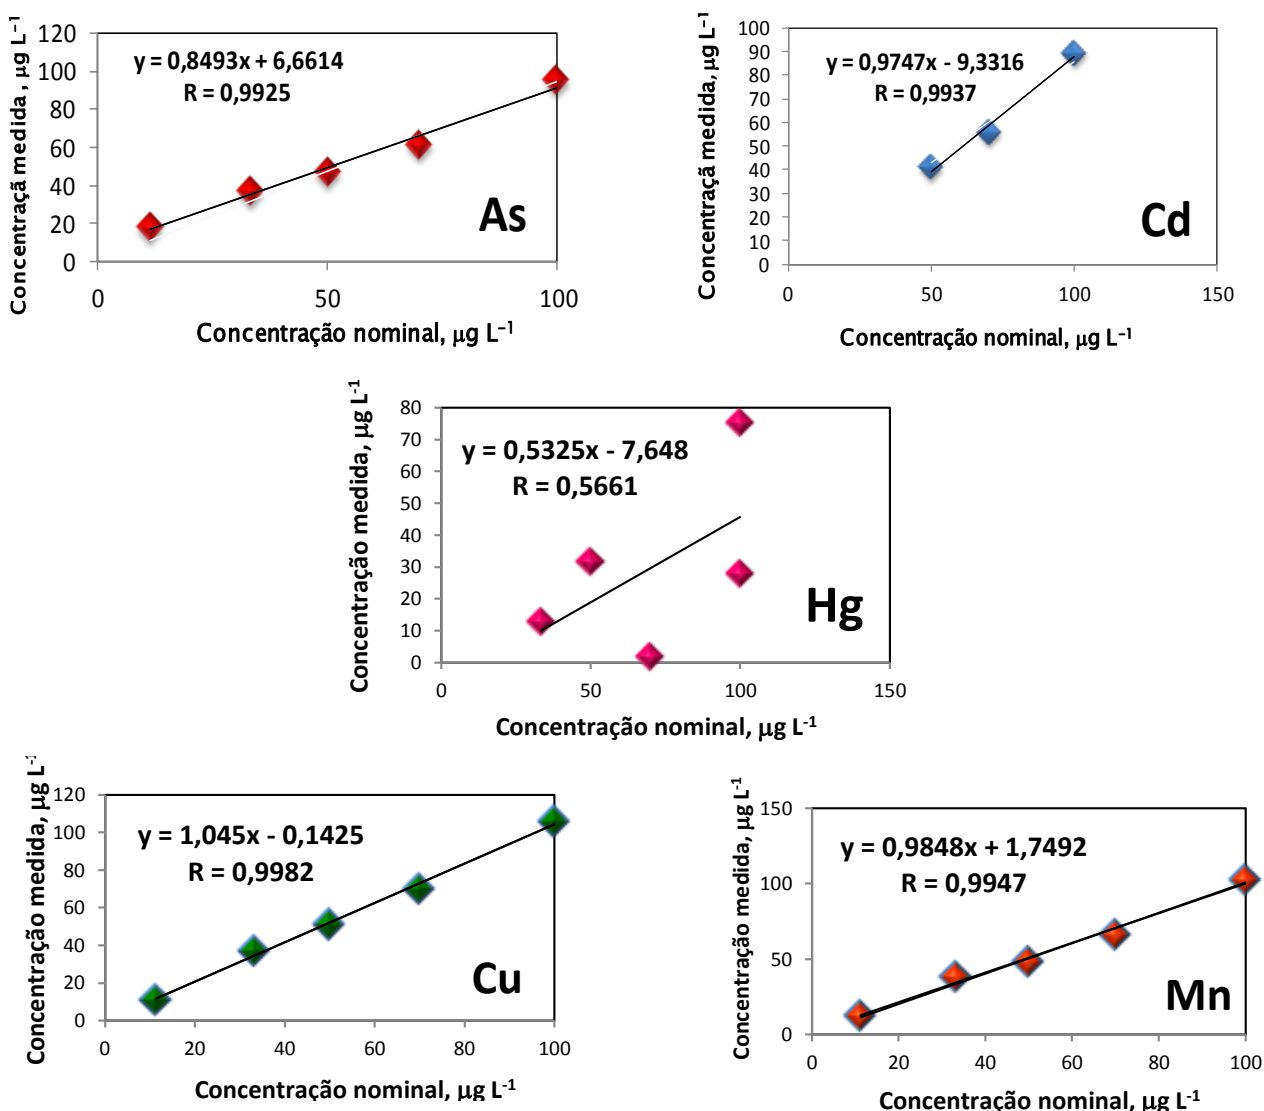 Concentraçã medida , µg L⁻¹
120
100
80
60
40
20
0
y = 0,8493x + 6,6614
R = 0,9925
As
0 50 100
Concentração nominal, µg L⁻¹
Concentraçã medida, µg L⁻¹
100
90
80
70
60
50
40
30
20
10
0
y = 0,9747x - 9,3316
R = 0,9937
Cd
0 50 100 150
Concentração nominal, µg L⁻¹
Concentração medida, µg L⁻¹
80
70
60
50
40
30
20
10
0
y = 0,5325x - 7,648
R = 0,5661
Hg
0 50 100 150
Concentração nominal, µg L⁻¹
Concentração medida, µg L⁻¹
120
100
80
60
40
20
0
y = 1,045x - 0,1425
R = 0,9982
Cu
0 20 40 60 80 100
Concentração nominal, µg L⁻¹
Concentração medida, µg L⁻¹
150
100
50
0
y = 0,9848x + 1,7492
R = 0,9947
Mn
0 20 40 60 80 100
Concentração nominal, µg L⁻¹